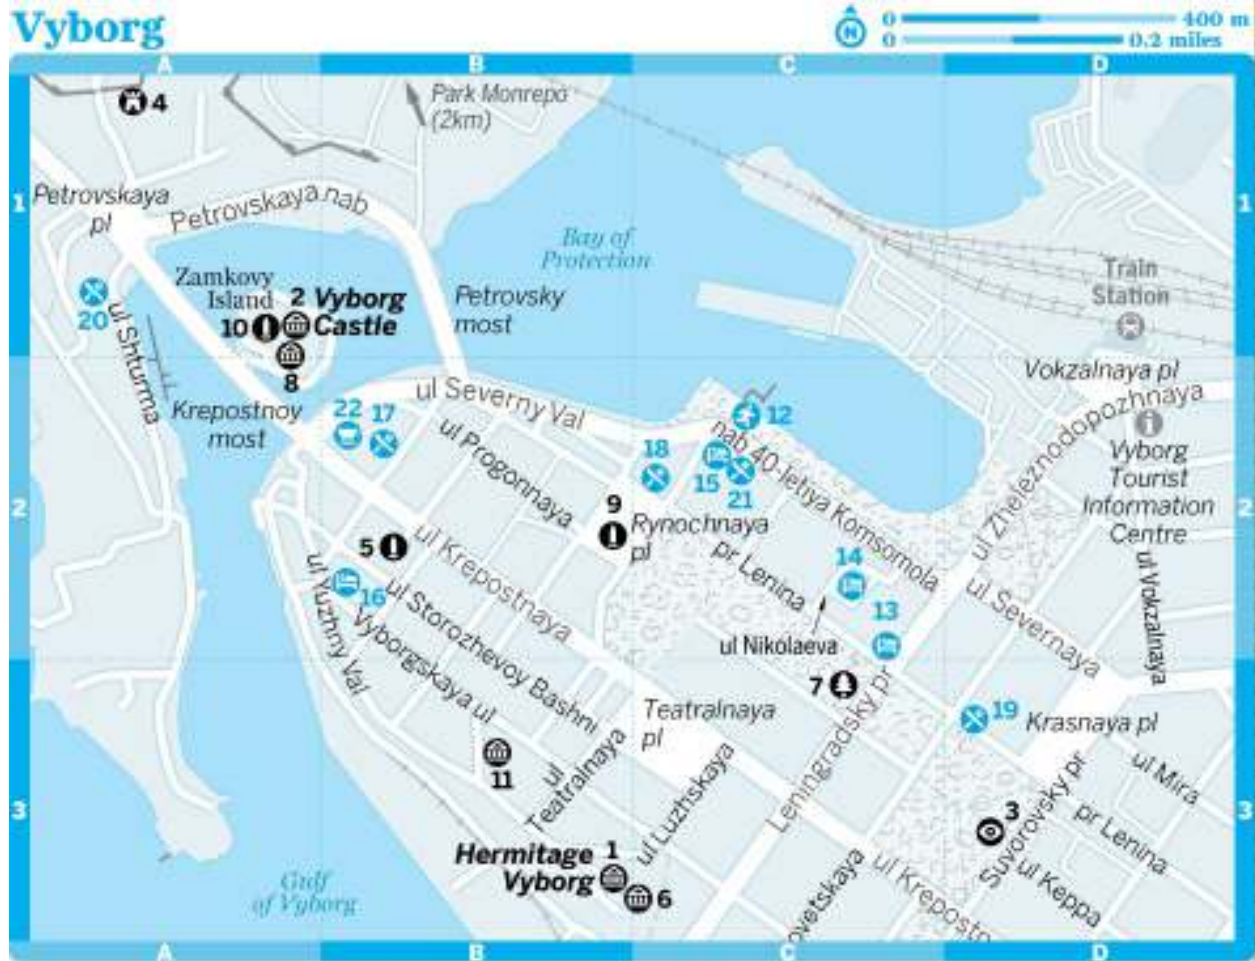 Vyborg
N
0 400 m
0 0.2 miles
A B C D
4
Park Monrepo
(2km)
1
1
Petrovskaya
pl
Petrovskaya nab
Bay of
Protection
Zamkovy
Island
2 Vyborg
Castle
10
8
Petrovsky
most
Train
Station
20
ul Shturma
Krepostnoy
most
22
17
ul Severny Val
Vokzalnaya pl
12
nab 40-letiya Komsomola
18
15
21
ul Progonnaya
ul Zheleznodopozhnaya
Vyborg
Tourist
Information
Centre
2
2
9
Rynochnaya
pl
5
ul Krepostnaya
pr Lenina
14
13
ul Severnaya
ul Vokzalnaya
16
ul Yuzhny Val
ul Storozhevoy Bashni
Vyborgskaya ul
ul Nikolaeva
7
Teatralnaya
pl
Leningradsky pr
19
Krasnaya pl
11
ul
Teatralnaya
ul Luzhskaya
ul Mira
3
3
3
Suvorovsky pr
pr Lenina
ul Keppa
Hermitage
Vyborg
1
6
Gulf
of Vyborg
ovetskaya
ul Kreposto
A B C D